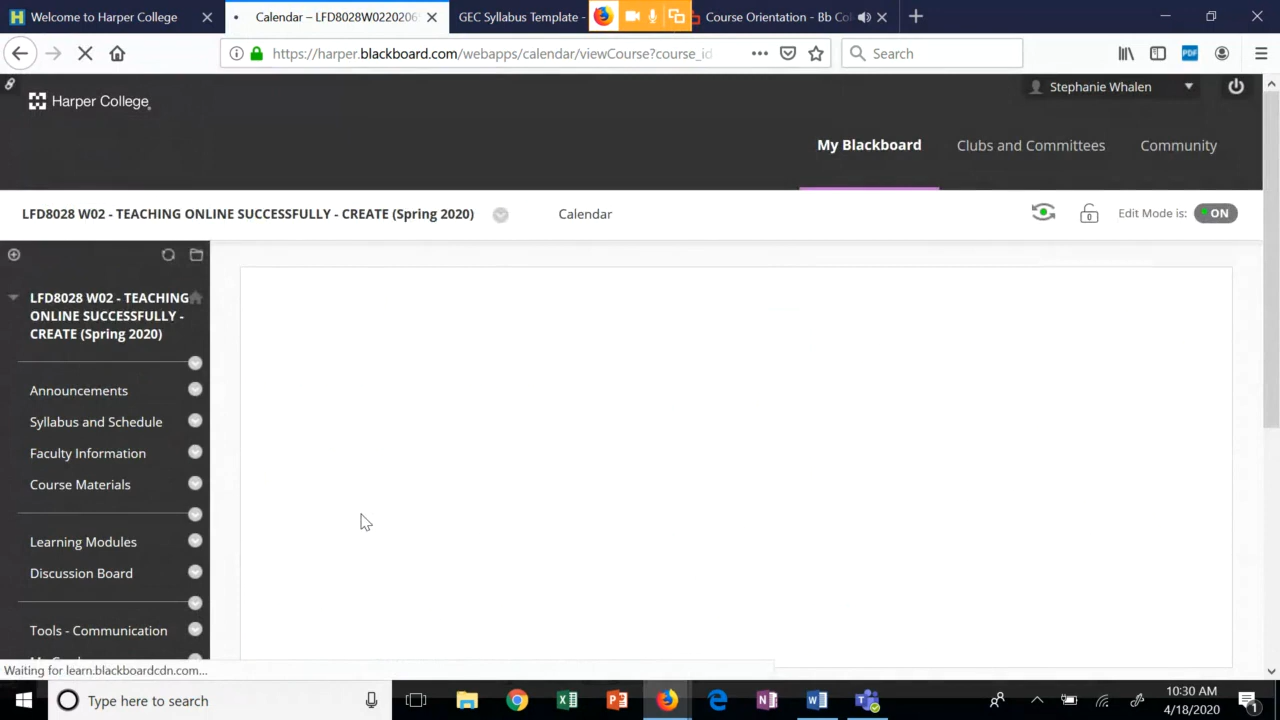 Welcome to Harper College
Calendar – LFD8028W0220206
GEC Syllabus Template -
Course Orientation - Bb Col
https://harper.blackboard.com/webapps/calendar/viewCourse?course_id
Search
Harper College
Stephanie Whalen
My Blackboard
Clubs and Committees
Community
LFD8028 W02 - TEACHING ONLINE SUCCESSFULLY - CREATE (Spring 2020)
Calendar
0
Edit Mode is:
ON
LFD8028 W02 - TEACHING
ONLINE SUCCESSFULLY -
CREATE (Spring 2020)
Announcements
Syllabus and Schedule
Faculty Information
Course Materials
Learning Modules
Discussion Board
Tools - Communication
Waiting for learn.blackboardcdn.com...
Type here to search
10:30 AM
4/18/2020
1